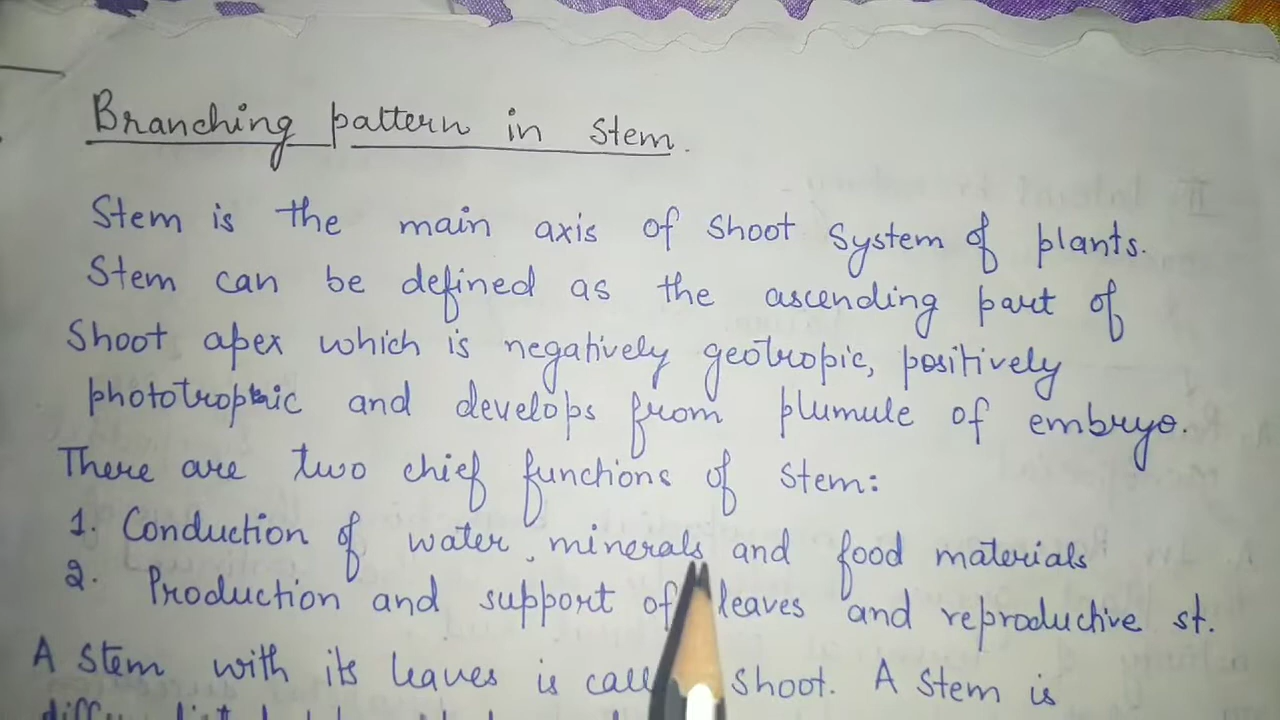 Branching pattern in Stem.
Stem is the main axis of Shoot System of plants.
Stem can be defined as the ascending part of
Shoot apex which is negatively geotropic, positively
phototrophic and develops from plumule of embryo.
There are two chief functions of Stem:
1. Conduction of water, minerals and food materials
2. Production and support of leaves and reproductive st.
A Stem with its leaves is call Shoot. A Stem is